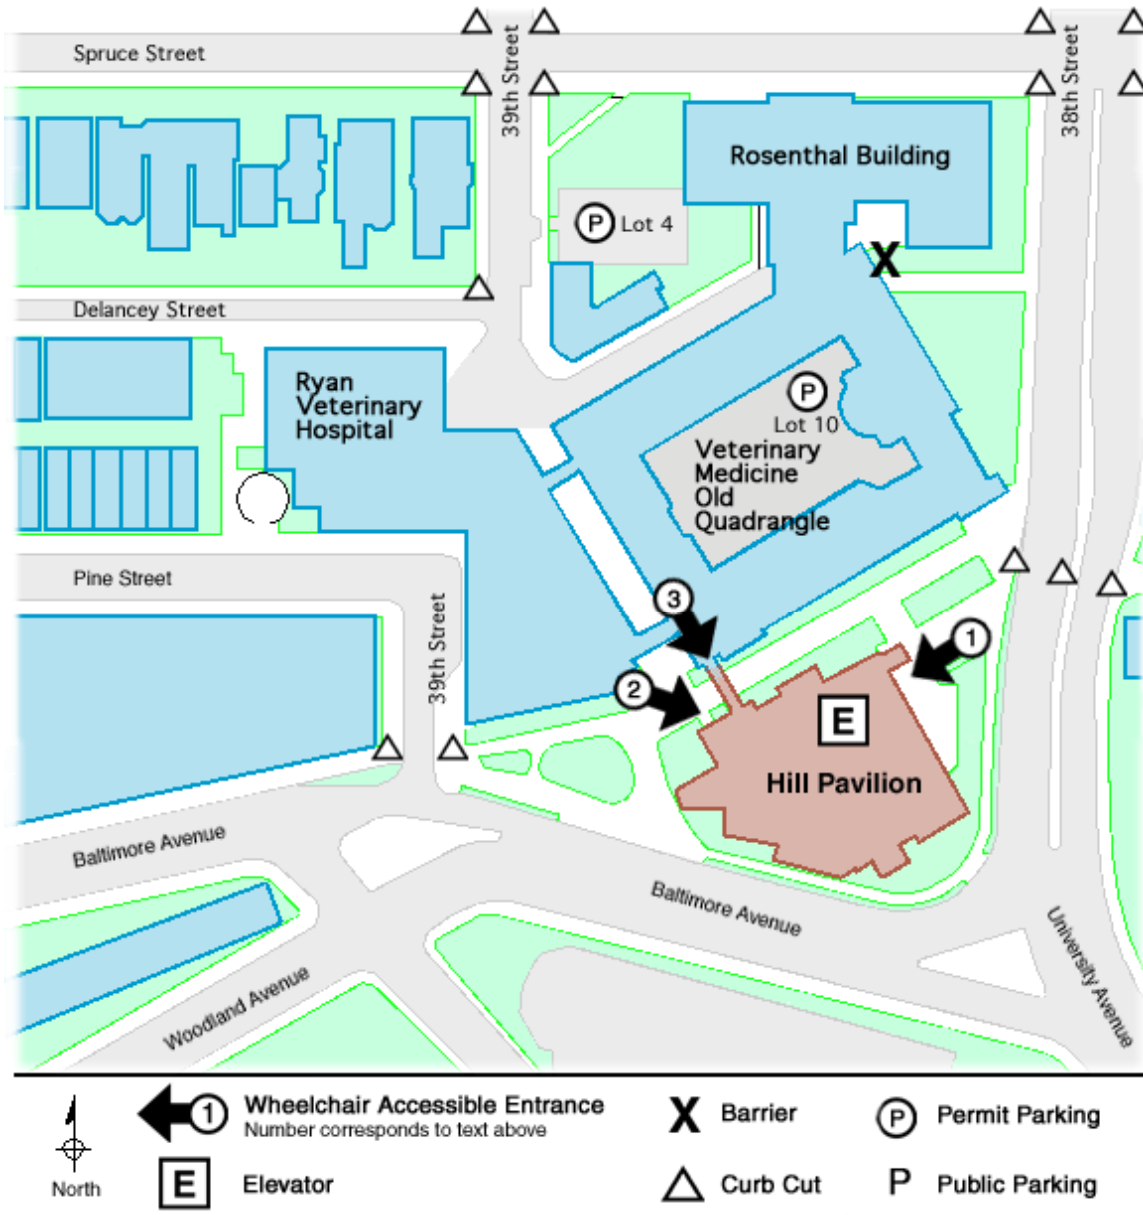 Spruce Street
39th Street
38th Street
Rosenthal Building
P Lot 4
X
Delancey Street
Ryan
Veterinary
Hospital
P
Lot 10
Veterinary
Medicine
Old
Quadrangle
Pine Street
39th Street
3
1
2
E
Hill Pavilion
Baltimore Avenue
Baltimore Avenue
University Avenue
Woodland Avenue
1 Wheelchair Accessible Entrance
Number corresponds to text above
X Barrier
P Permit Parking
North
E Elevator
Curb Cut
P Public Parking